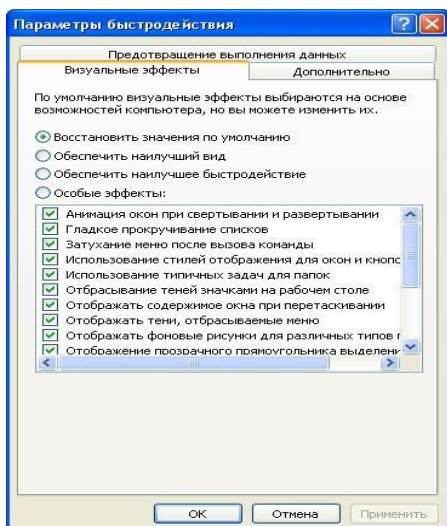 Параметры быстродействия
Предотвращение выполнения данных
Визуальные эффекты
Дополнительно
По умолчанию визуальные эффекты выбираются на основе
возможностей компьютера, но вы можете изменить их.
Восстановить значения по умолчанию
Обеспечить наилучший вид
Обеспечить наилучшее быстродействие
Особые эффекты:
Анимация окон при свертывании и развертывании
Гладкое прокручивание списков
Затухание меню после вызова команды
Использование стилей отображения для окон и кнопо
Использование типичных задач для папок
Отбрасывание теней значками на рабочем столе
Отображать содержимое окна при перетаскивании
Отображать тени, отбрасываемые меню
Отображать фоновые рисунки для различных типов п
Отображение прозрачного прямоугольника выделени
ОК
Отмена
Применить